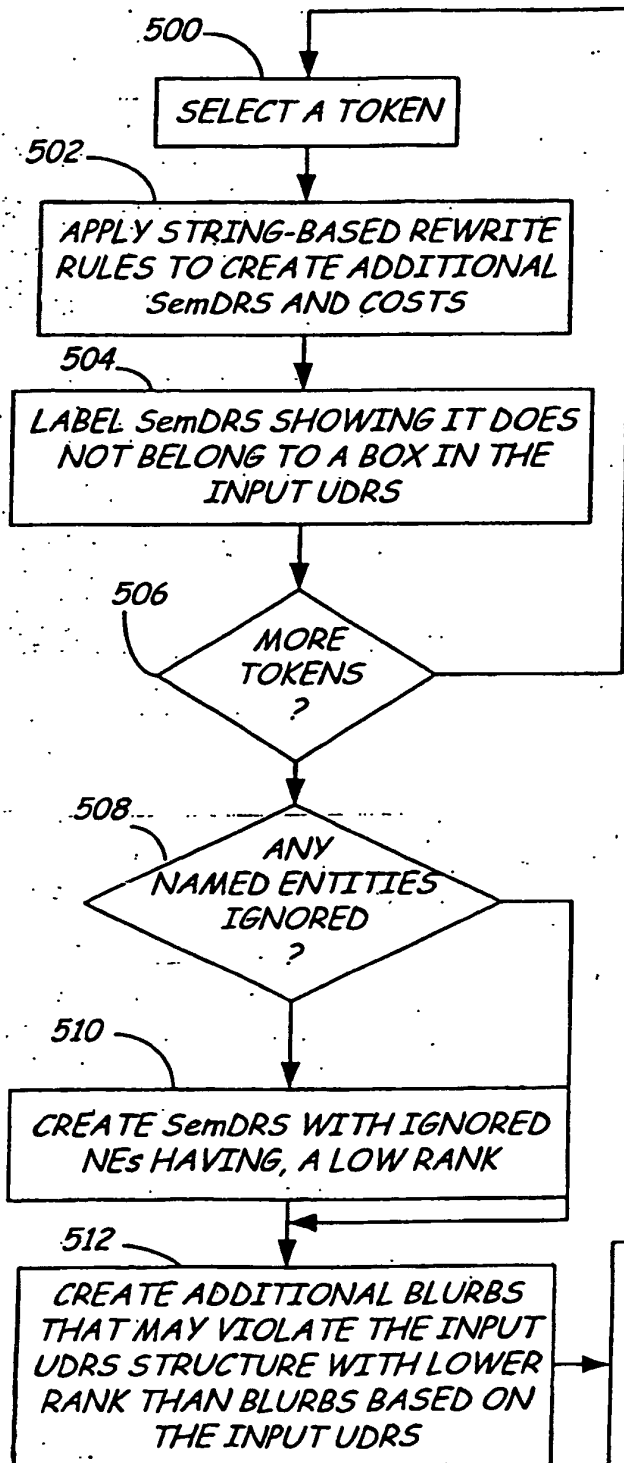 500
SELECT A TOKEN
502
APPLY STRING-BASED REWRITE
RULES TO CREATE ADDITIONAL
SemDRS AND COSTS
504
LABEL SemDRS SHOWING IT DOES
NOT BELONG TO A BOX IN THE
INPUT UDRS
506
MORE
TOKENS
?
508
ANY
NAMED ENTITIES
IGNORED
?
510
CREATE SemDRS WITH IGNORED
NEs HAVING, A LOW RANK
512
CREATE ADDITIONAL BLURBS
THAT MAY VIOLATE THE INPUT
UDRS STRUCTURE WITH LOWER
RANK THAN BLURBS BASED ON
THE INPUT UDRS